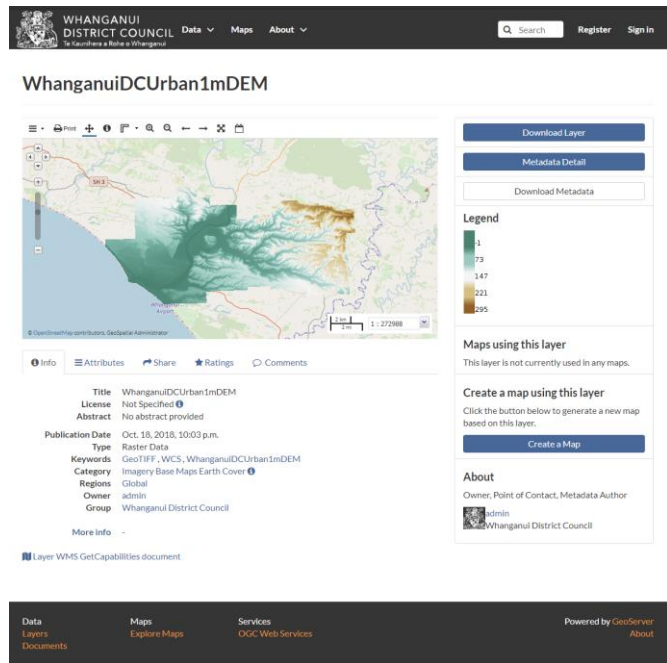 WHANGANUI
DISTRICT COUNCIL
Te Kaunihera a Rohe o Whanganui
Data Maps About
Search Register Sign in
WhanganuiDCUrban1mDEM
Print
SH 3
Whanganui
Airport
2 km
2 mi
1 : 272988
© OpenStreetMap contributors, GeoSpatial Administrator
Info Attributes Share Ratings Comments
Title WhanganuiDCUrban1mDEM
License Not Specified
Abstract No abstract provided
Publication Date Oct. 18, 2018, 10:03 p.m.
Type Raster Data
Keywords GeoTIFF , WCS , WhanganuiDCUrban1mDEM
Category Imagery Base Maps Earth Cover
Regions Global
Owner admin
Group Whanganui District Council
More info -
Layer WMS GetCapabilities document
Download Layer
Metadata Detail
Download Metadata
Legend
-1
73
147
221
295
Maps using this layer
This layer is not currently used in any maps.
Create a map using this layer
Click the button below to generate a new map
based on this layer.
Create a Map
About
Owner, Point of Contact, Metadata Author
admin
Whanganui District Council
Data Maps Services Powered by GeoServer
Layers Explore Maps OGC Web Services About
Documents